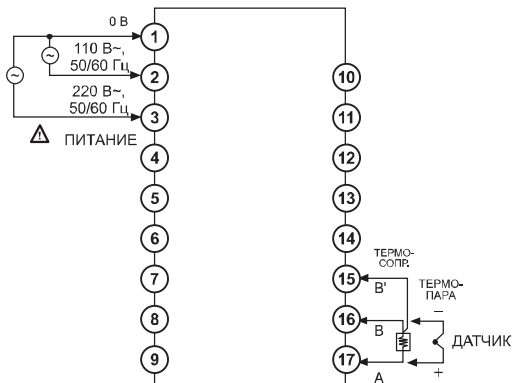 0 В
1
110 В~,
50/60 Гц
2
10
220 В~,
50/60 Гц
3
11
ПИТАНИЕ
4
12
5
13
6
14
ТЕРМО-
СОПР.
7
15
B'
ТЕРМО-
ПАРА
8
16
B
–
ДАТЧИК
9
17
A
+